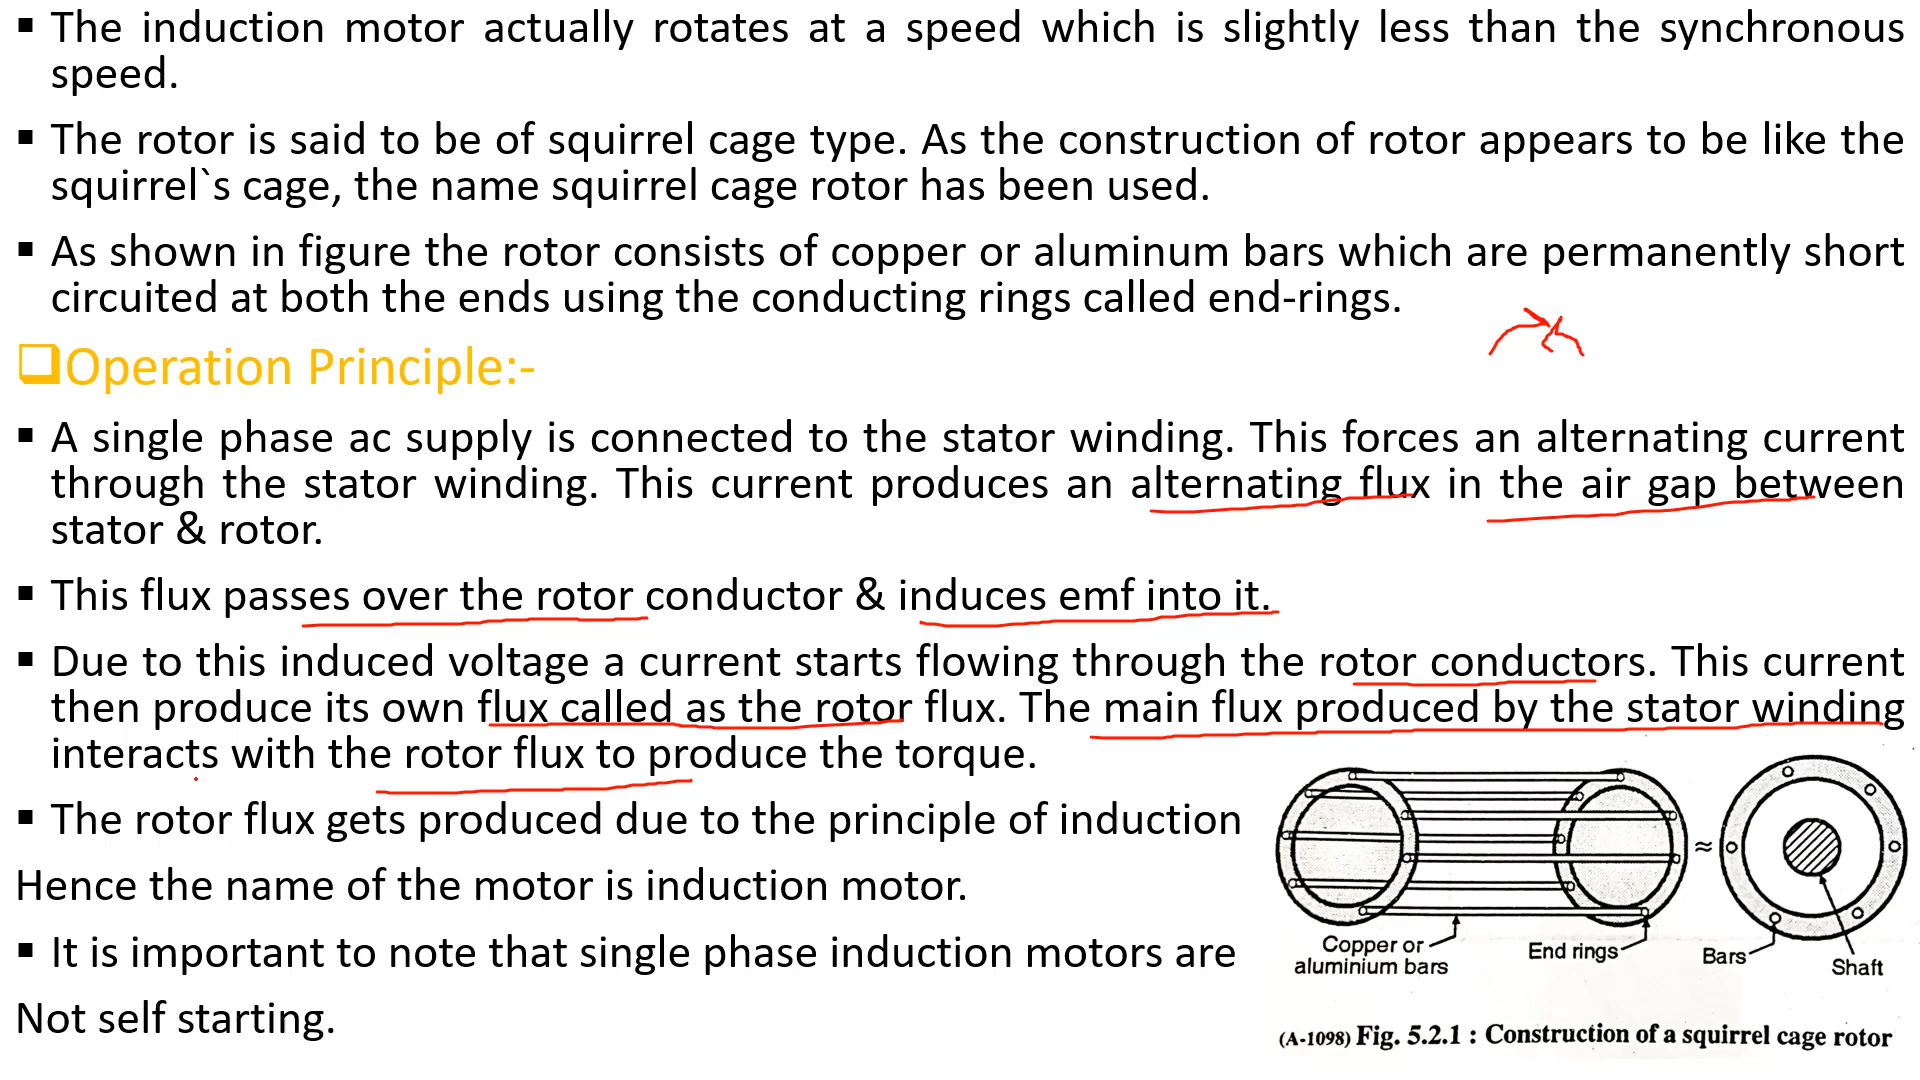 ▪ The induction motor actually rotates at a speed which is slightly less than the synchronous
speed.
▪ The rotor is said to be of squirrel cage type. As the construction of rotor appears to be like the
squirrel`s cage, the name squirrel cage rotor has been used.
▪ As shown in figure the rotor consists of copper or aluminum bars which are permanently short
circuited at both the ends using the conducting rings called end-rings.
❑Operation Principle:-
▪ A single phase ac supply is connected to the stator winding. This forces an alternating current
through the stator winding. This current produces an alternating flux in the air gap between
stator & rotor.
▪ This flux passes over the rotor conductor & induces emf into it.
▪ Due to this induced voltage a current starts flowing through the rotor conductors. This current
then produce its own flux called as the rotor flux. The main flux produced by the stator winding
interacts with the rotor flux to produce the torque.
▪ The rotor flux gets produced due to the principle of induction
Hence the name of the motor is induction motor.
▪ It is important to note that single phase induction motors are
Not self starting.
≈
Copper or
aluminium bars
End rings
Bars
Shaft
(A-1098) Fig. 5.2.1 : Construction of a squirrel cage rotor